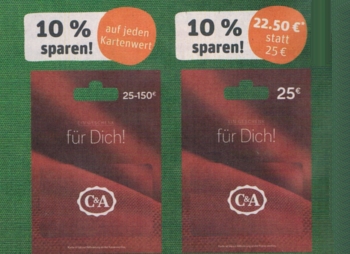 10 %
sparen!
auf jeden
Kartenwert
10 %
sparen!
22.50 €*
statt
25 €
25-150€
für Dich!
C&A
25€
für Dich!
C&A